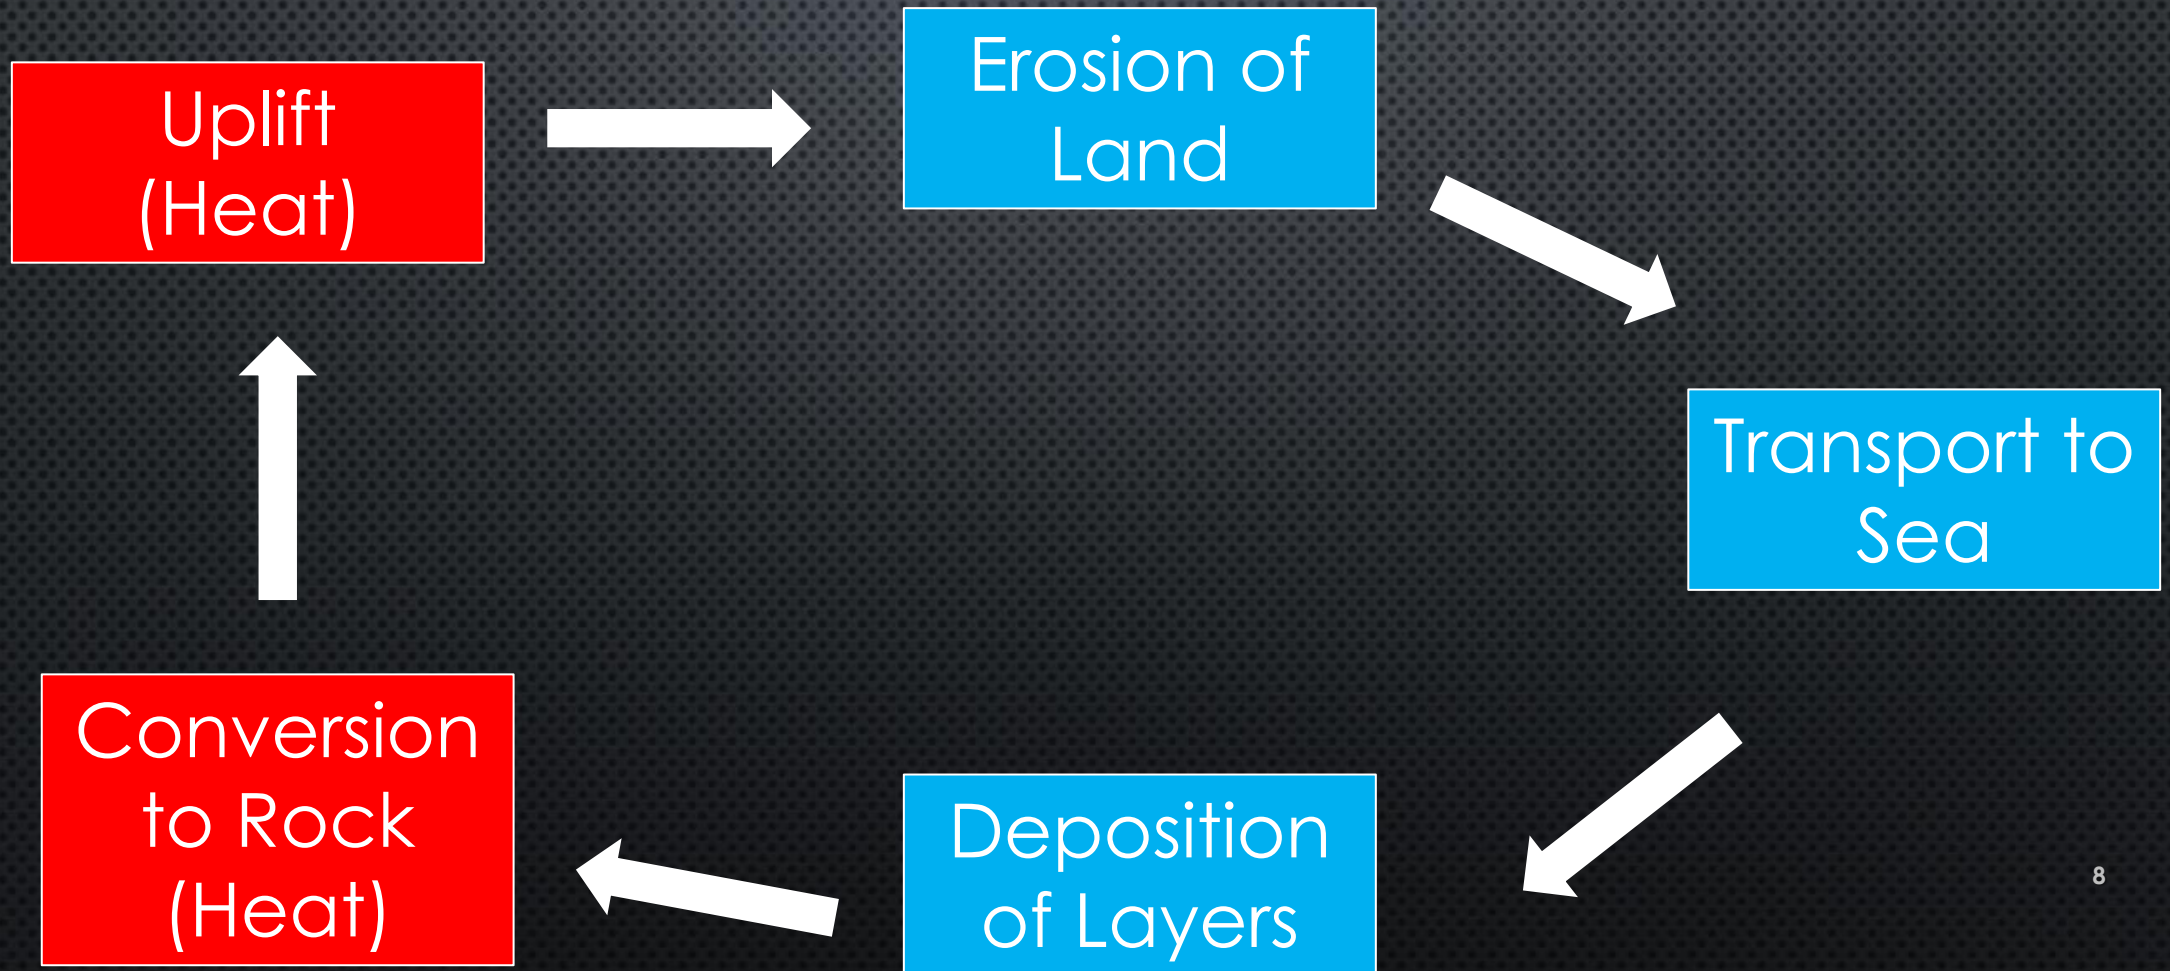 Uplift
(Heat)
Erosion of
Land
Transport to
Sea
Deposition
of Layers
Conversion
to Rock
(Heat)
8